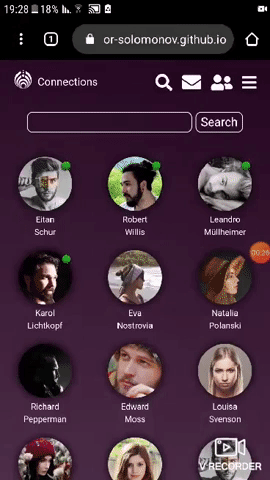 19:28 18%
1 or-solomonov.github.io
Connections
Search
Eitan
Schur
Robert
Willis
Leandro
Müllheimer
00:26
Karol
Lichtkopf
Eva
Nostrovia
Natalia
Polanski
Richard
Pepperman
Edward
Moss
Louisa
Svenson
V RECORDER